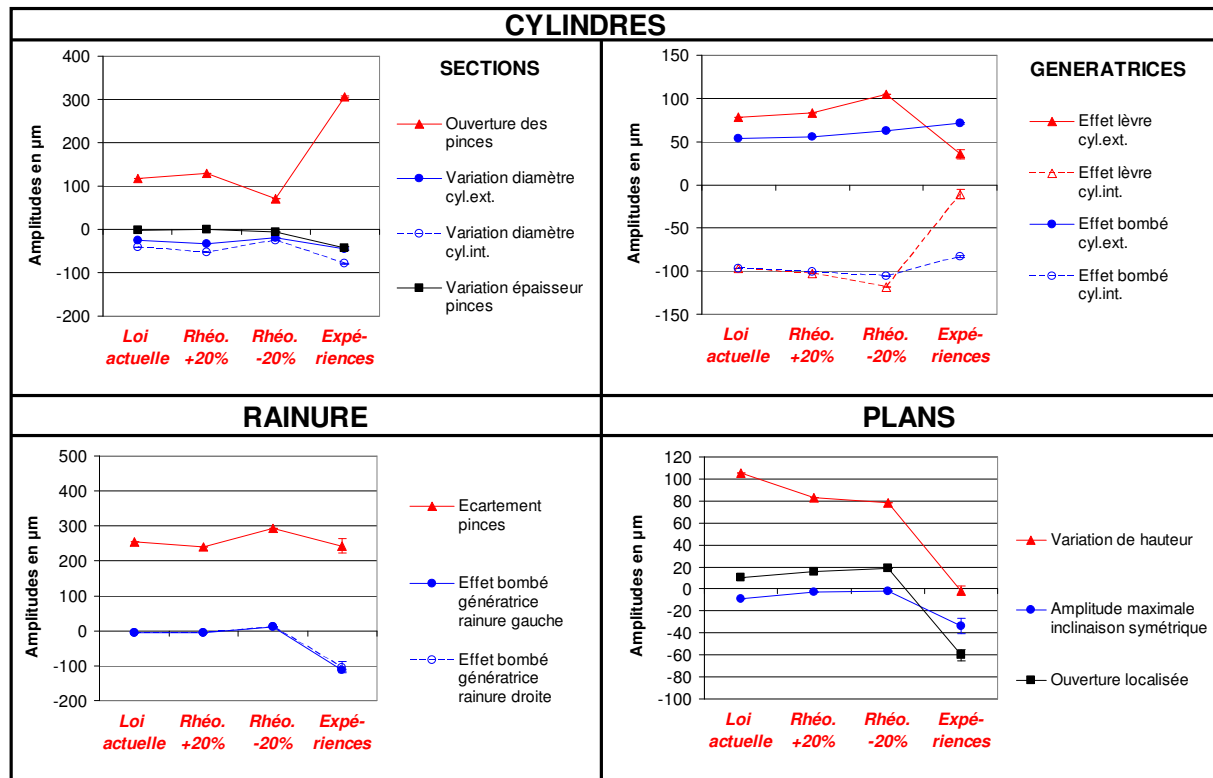 CYLINDRES
SECTIONS
Amplitudes en µm
400
300
200
100
0
-100
-200
Loi
actuelle
Rhéo.
+20%
Rhéo.
-20%
Expé-
riences
Ouverture des
pinces
Variation diamètre
cyl.ext.
Variation diamètre
cyl.int.
Variation épaisseur
pinces
GENERATRICES
Amplitudes en µm
150
100
50
0
-50
-100
-150
Loi
actuelle
Rhéo.
+20%
Rhéo.
-20%
Expé-
riences
Effet lèvre
cyl.ext.
Effet lèvre
cyl.int.
Effet bombé
cyl.ext.
Effet bombé
cyl.int.
RAINURE
Amplitudes en µm
500
400
300
200
100
0
-100
-200
Loi
actuelle
Rhéo.
+20%
Rhéo.
-20%
Expé-
riences
Ecartement
pinces
Effet bombé
génératrice
rainure gauche
Effet bombé
génératrice
rainure droite
PLANS
Amplitudes en µm
120
100
80
60
40
20
0
-20
-40
-60
-80
-100
Loi
actuelle
Rhéo.
+20%
Rhéo.
-20%
Expé-
riences
Variation de hauteur
Amplitude maximale
inclinaison symétrique
Ouverture localisée